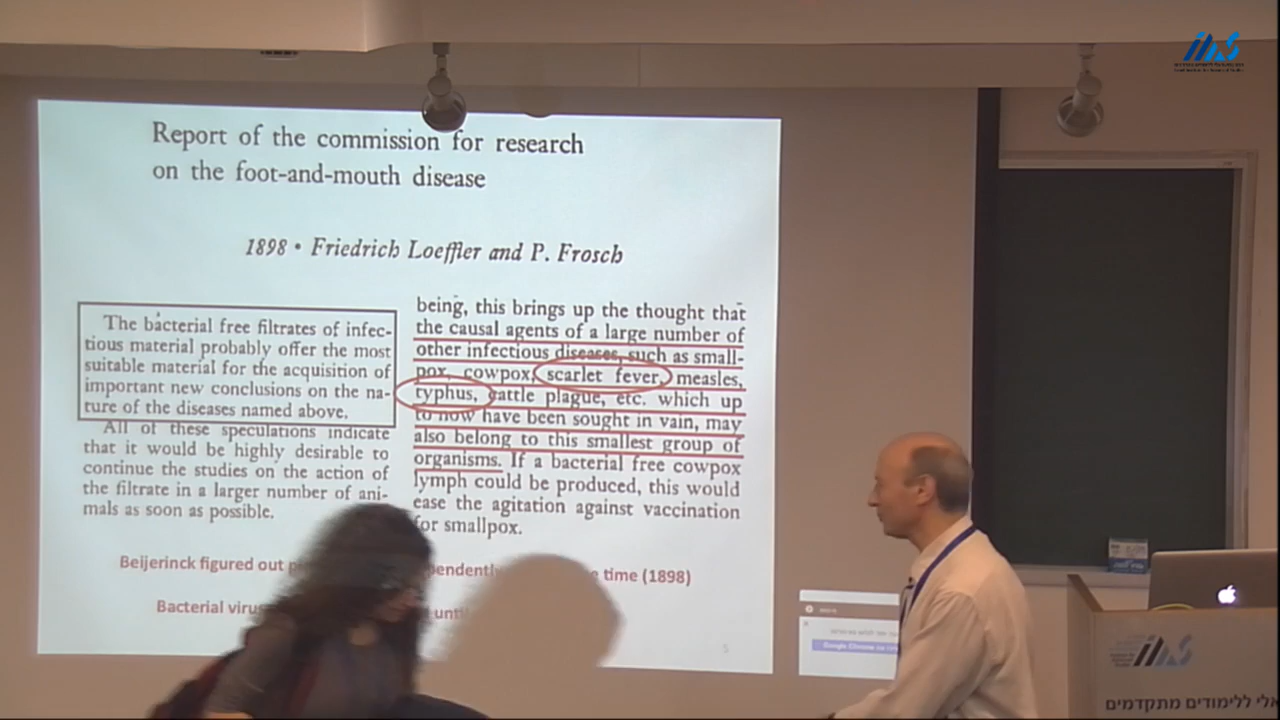 Report of the commission for research
on the foot-and-mouth disease
1898 • Friedrich Loeffler and P. Frosch
The bacterial free filtrates of infec-
tious material probably offer the most
suitable material for the acquisition of
important new conclusions on the na-
ture of the diseases named above.
All of these speculations indicate
that it would be highly desirable to
continue the studies on the action of
the filtrate in a larger number of ani-
mals as soon as possible.
being, this brings up the thought that
the causal agents of a large number of
other infectious diseases, such as small-
pox, cowpox, scarlet fever, measles,
typhus, cattle plague, etc. which up
to now have been sought in vain, may
also belong to this smallest group of
organisms. If a bacterial free cowpox
lymph could be produced, this would
ease the agitation against vaccination
for smallpox.
Beijerinck figured out time (1898)
Bacterial
5
Google Chrome
ias
אלי ללימודים מתקדמים